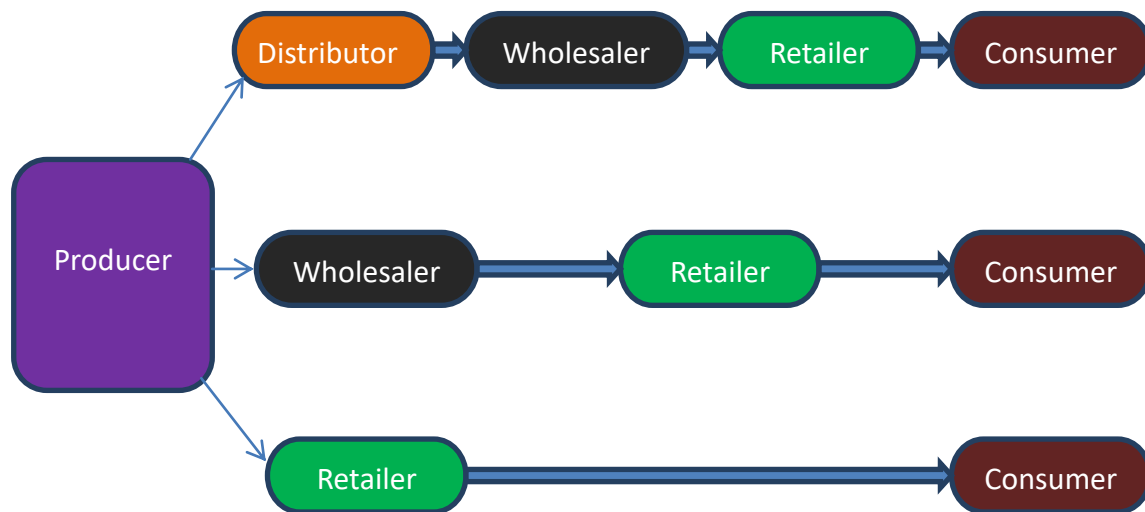 Distributor
Wholesaler
Retailer
Consumer
Producer
Wholesaler
Retailer
Consumer
Retailer
Consumer